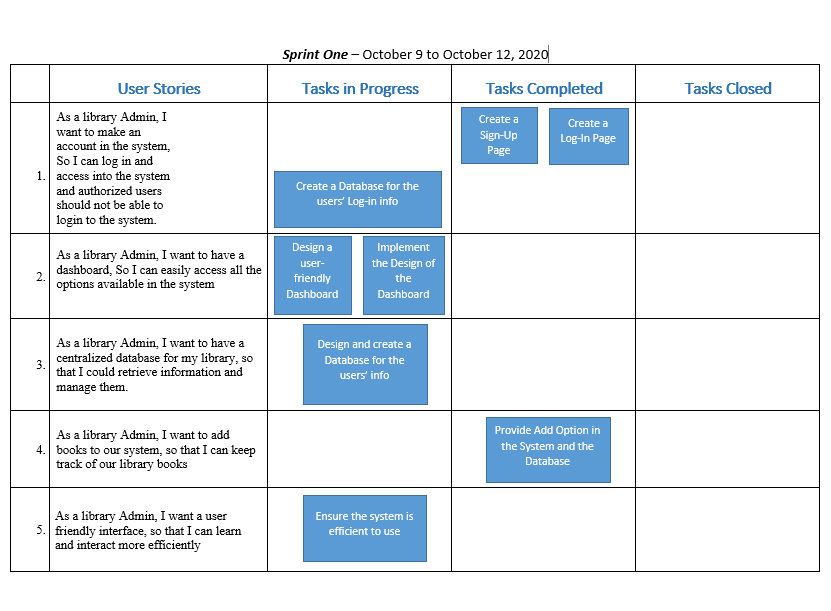 Sprint One – October 9 to October 12, 2020
User Stories
Tasks in Progress
Tasks Completed
Tasks Closed
1.
As a library Admin, I
want to make an
account in the system,
So I can log in and
access into the system
and authorized users
should not be able to
login to the system.
Create a Database for the
users' Log-in info
Create a
Sign-Up
Page
Create a
Log-In Page
2.
As a library Admin, I want to have a
dashboard, So I can easily access all the
options available in the system
Design a
user-
friendly
Dashboard
Implement
the Design of
the
Dashboard
3.
As a library Admin, I want to have a
centralized database for my library, so
that I could retrieve information and
manage them.
Design and create a
Database for the
users' info
4.
As a library Admin, I want to add
books to our system, so that I can keep
track of our library books
Provide Add Option in
the System and the
Database
5.
As a library Admin, I want a user
friendly interface, so that I can learn
and interact more efficiently
Ensure the system is
efficient to use